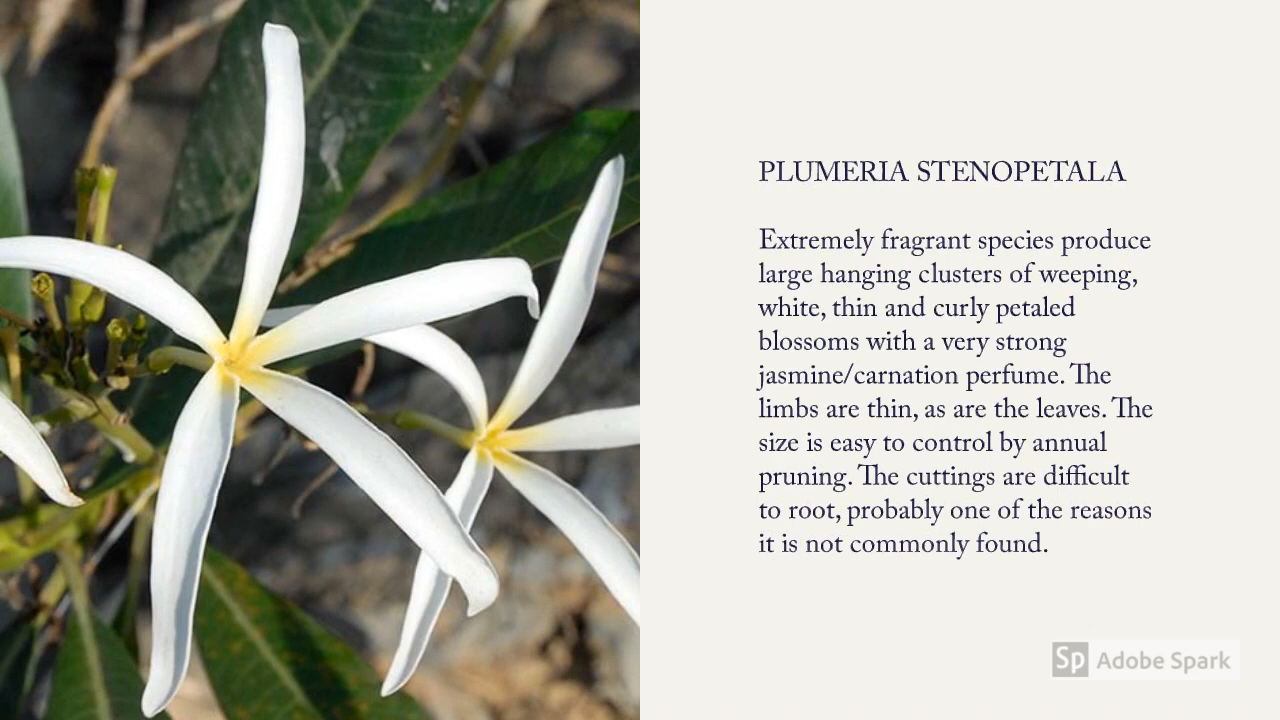 PLUMERIA STENOPETALA
Extremely fragrant species produce
large hanging clusters of weeping,
white, thin and curly petaled
blossoms with a very strong
jasmine/carnation perfume. The
limbs are thin, as are the leaves. The
size is easy to control by annual
pruning. The cuttings are difficult
to root, probably one of the reasons
it is not commonly found.
Sp Adobe Spark